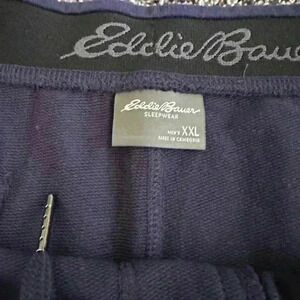 Eddie Bauer
Eddie Bauer
SLEEPWEAR
MEN'S XXL
MADE IN CAMBODIA